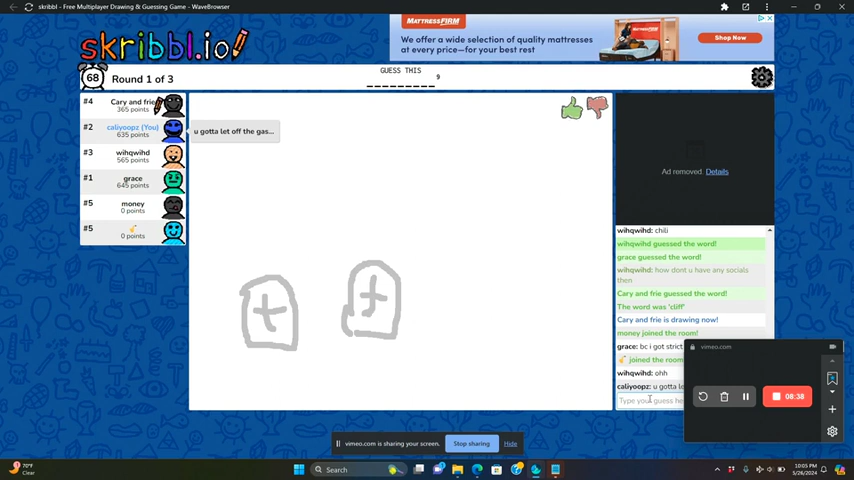 skribbl - Free Multiplayer Drawing & Guessing Game - WaveBrowser
skribbl.io
MATTRESSFIRM
We offer a wide selection of quality mattresses
at every price—for your best rest
Shop Now
68
Round 1 of 3
GUESS THIS
_________ 9
#4 Cary and frie
365 points
#2 caliyoopz (You)
635 points
u gotta let off the gas...
#3 wihqwihd
565 points
#1 grace
645 points
#5 money
0 points
#5
0 points
Ad removed. Details
wihqwihd: chili
wihqwihd guessed the word!
grace guessed the word!
wihqwihd: how dont u have any socials
then
Cary and frie guessed the word!
The word was 'cliff'
Cary and frie is drawing now!
money joined the room!
grace: bc i got strict
joined the room
wihqwihd: ohh
caliyoopz: u gotta le
Type your guess he
vimeo.com
08:38
vimeo.com is sharing your screen.
Stop sharing
Hide
70°F
Clear
Search
10:05 PM
5/26/2024